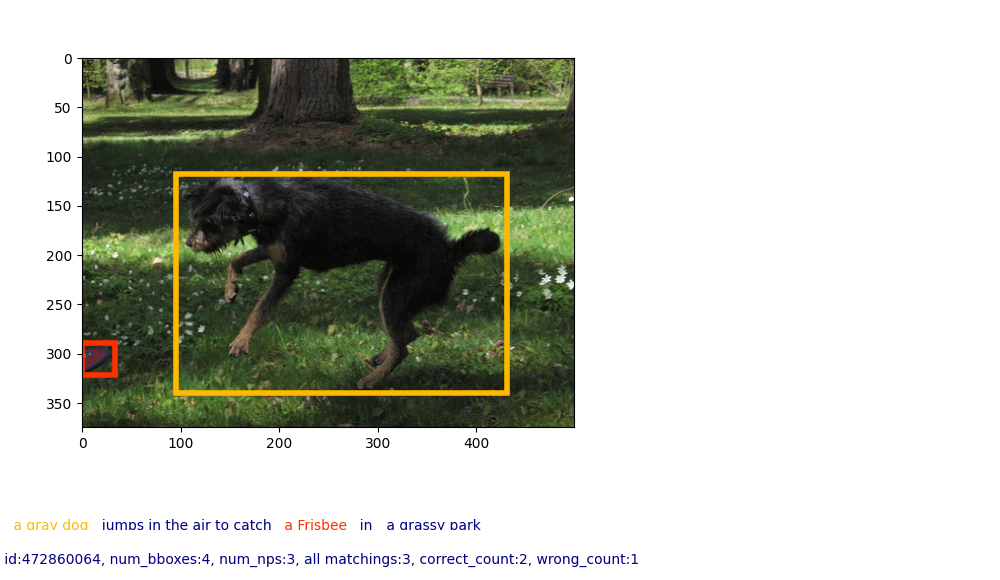 0
50
100
150
200
250
300
350
0 100 200 300 400
a gray dog jumps in the air to catch a Frisbee in a grassy park
id:472860064, num_bboxes:4, num_nps:3, all matchings:3, correct_count:2, wrong_count:1